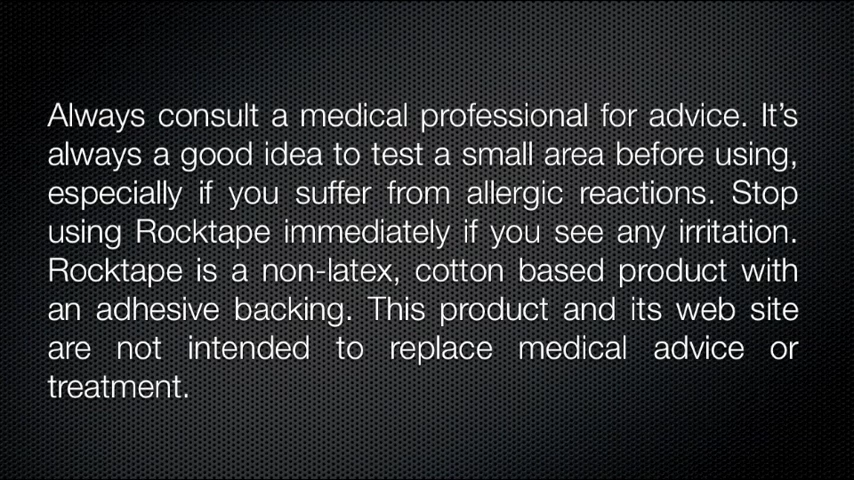 Always consult a medical professional for advice. It’s
always a good idea to test a small area before using,
especially if you suffer from allergic reactions. Stop
using Rocktape immediately if you see any irritation.
Rocktape is a non-latex, cotton based product with
an adhesive backing. This product and its web site
are not intended to replace medical advice or
treatment.